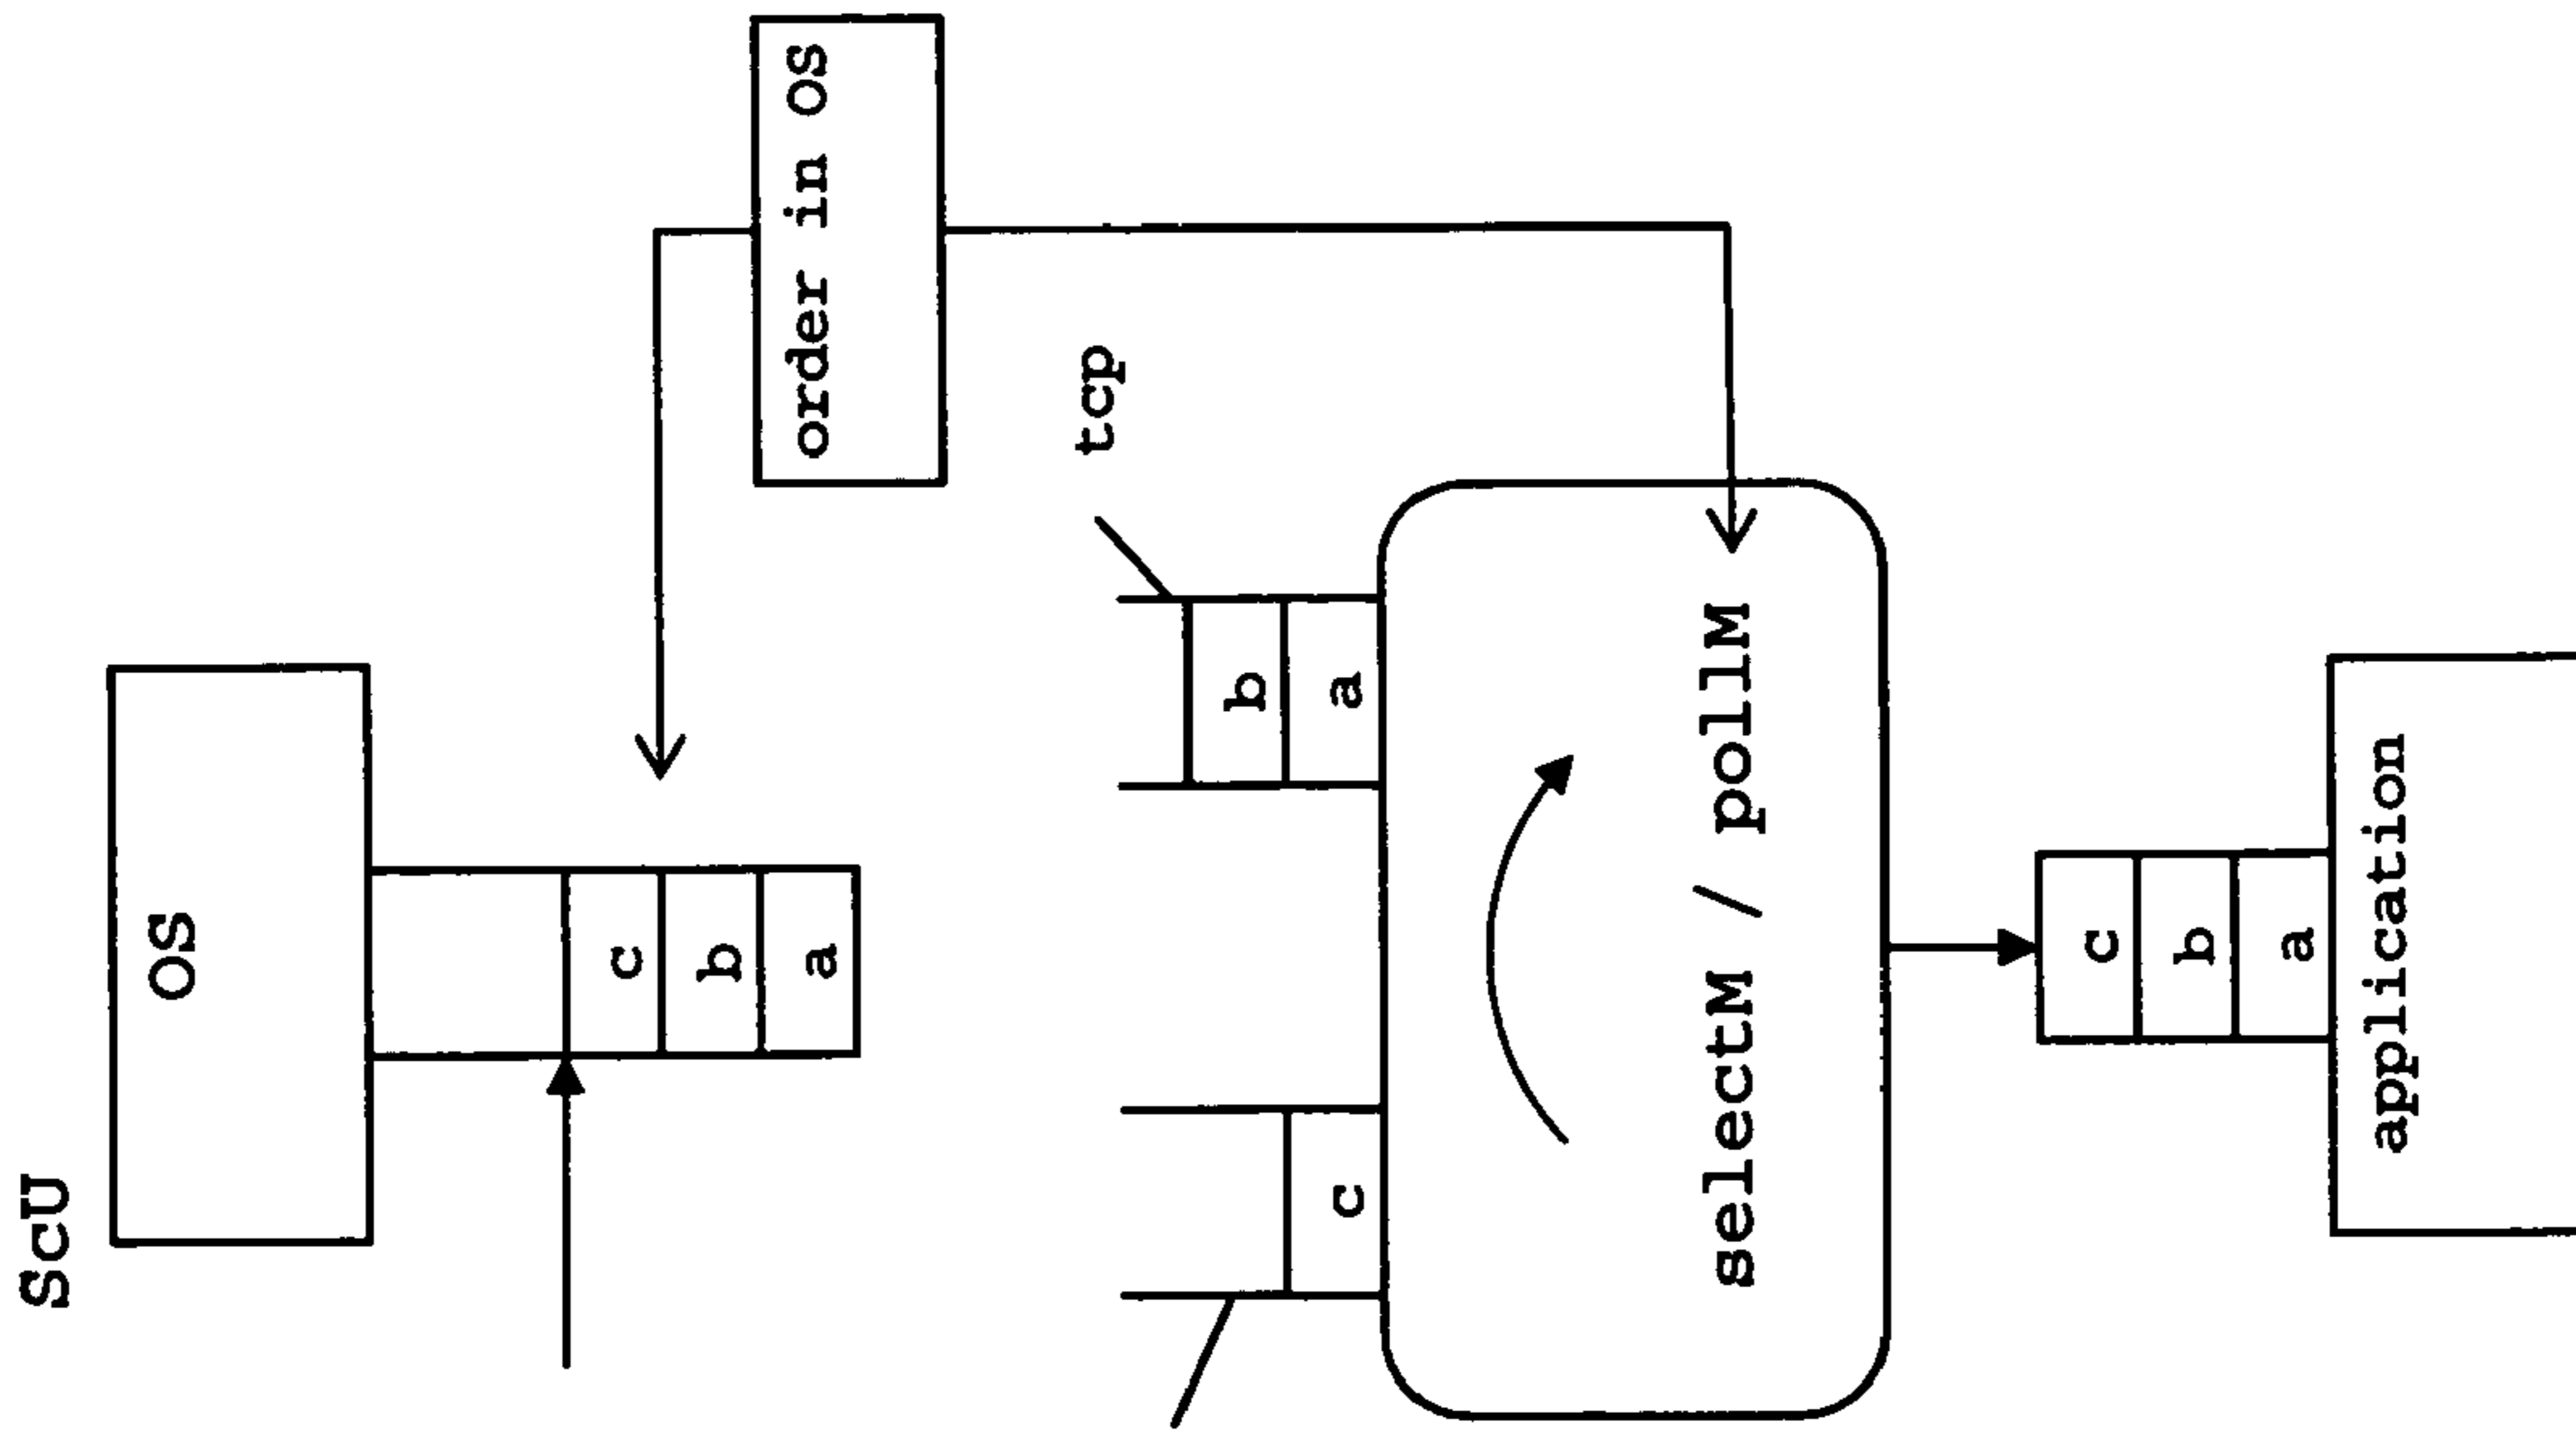 ScU
OS
c
b
a
order in OS
tcp
b
a
c
selectM / pollM
c
b
a
application